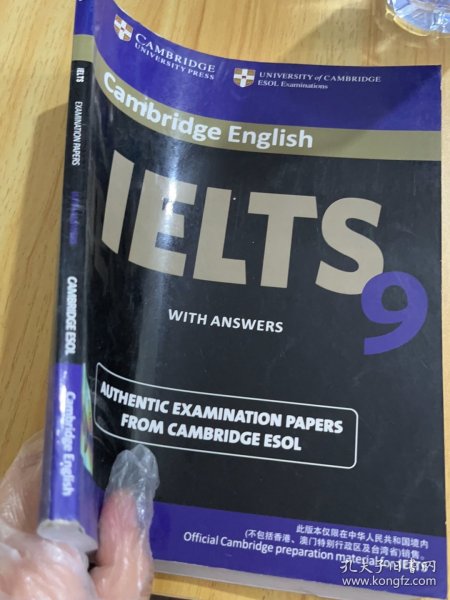 CAMBRIDGE
UNIVERSITY PRESS
UNIVERSITY of CAMBRIDGE
ESOL Examinations
Cambridge English
IELTS
9
WITH ANSWERS
AUTHENTIC EXAMINATION PAPERS
FROM CAMBRIDGE ESOL
此版本仅限在中华人民共和国境内
(不包括香港、澳门特别行政区及台湾省)销售。
Official Cambridge preparation material for IELTS
IELTS
EXAMINATION PAPERS
CAMBRIDGE ESOL
Cambridge English
孔夫子旧书网
www.kongfz.com